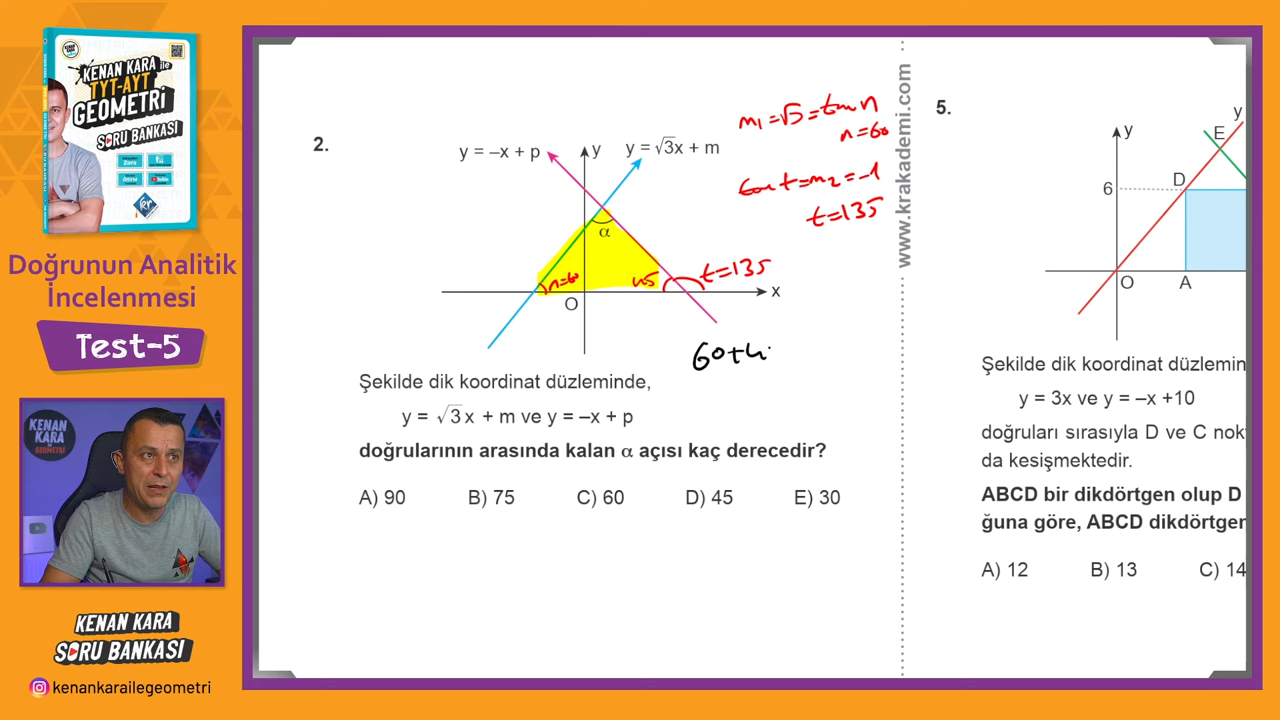 KENAN KARA ile
TYT-AYT
GEOMETRİ
SORU BANKASI
Doğrunun Analitik
İncelenmesi
Test-5
KENAN KARA
GEOMETRİ
KENAN KARA
SORU BANKASI
kenankarailegeometri
2.
y = –x + p
y
y = √3x + m
α
n=60
45
t=135
x
O
m₁=√3=tan n
n=60
tan t=m₂=-1
t=135
60+4
Şekilde dik koordinat düzleminde,
y = √3 x + m ve y = –x + p
doğrularının arasında kalan α açısı kaç derecedir?
A) 90 B) 75 C) 60 D) 45 E) 30
www.krakademi.com
5.
y
y
E
6
D
O
A
Şekilde dik koordinat düzlemin
y = 3x ve y = –x +10
doğruları sırasıyla D ve C nok
da kesişmektedir.
ABCD bir dikdörtgen olup D
ğuna göre, ABCD dikdörtger
A) 12 B) 13 C) 14